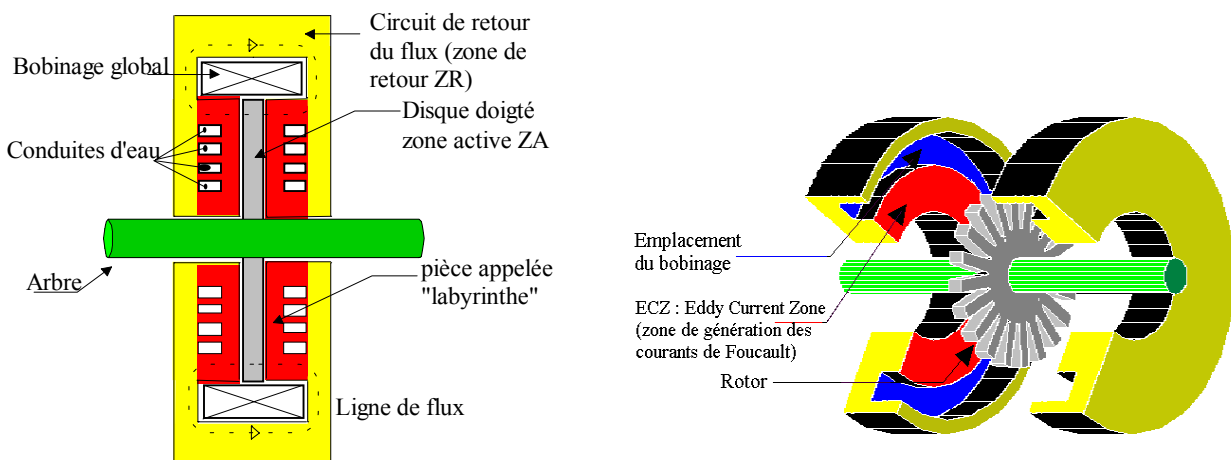 Circuit de retour
du flux (zone de
retour ZR)
Bobinage global
Disque doigté
zone active ZA
Conduites d'eau
Arbre
pièce appelée
"labyrinthe"
Ligne de flux
Emplacement
du bobinage
ECZ : Eddy Current Zone
(zone de génération des
courants de Foucault)
Rotor